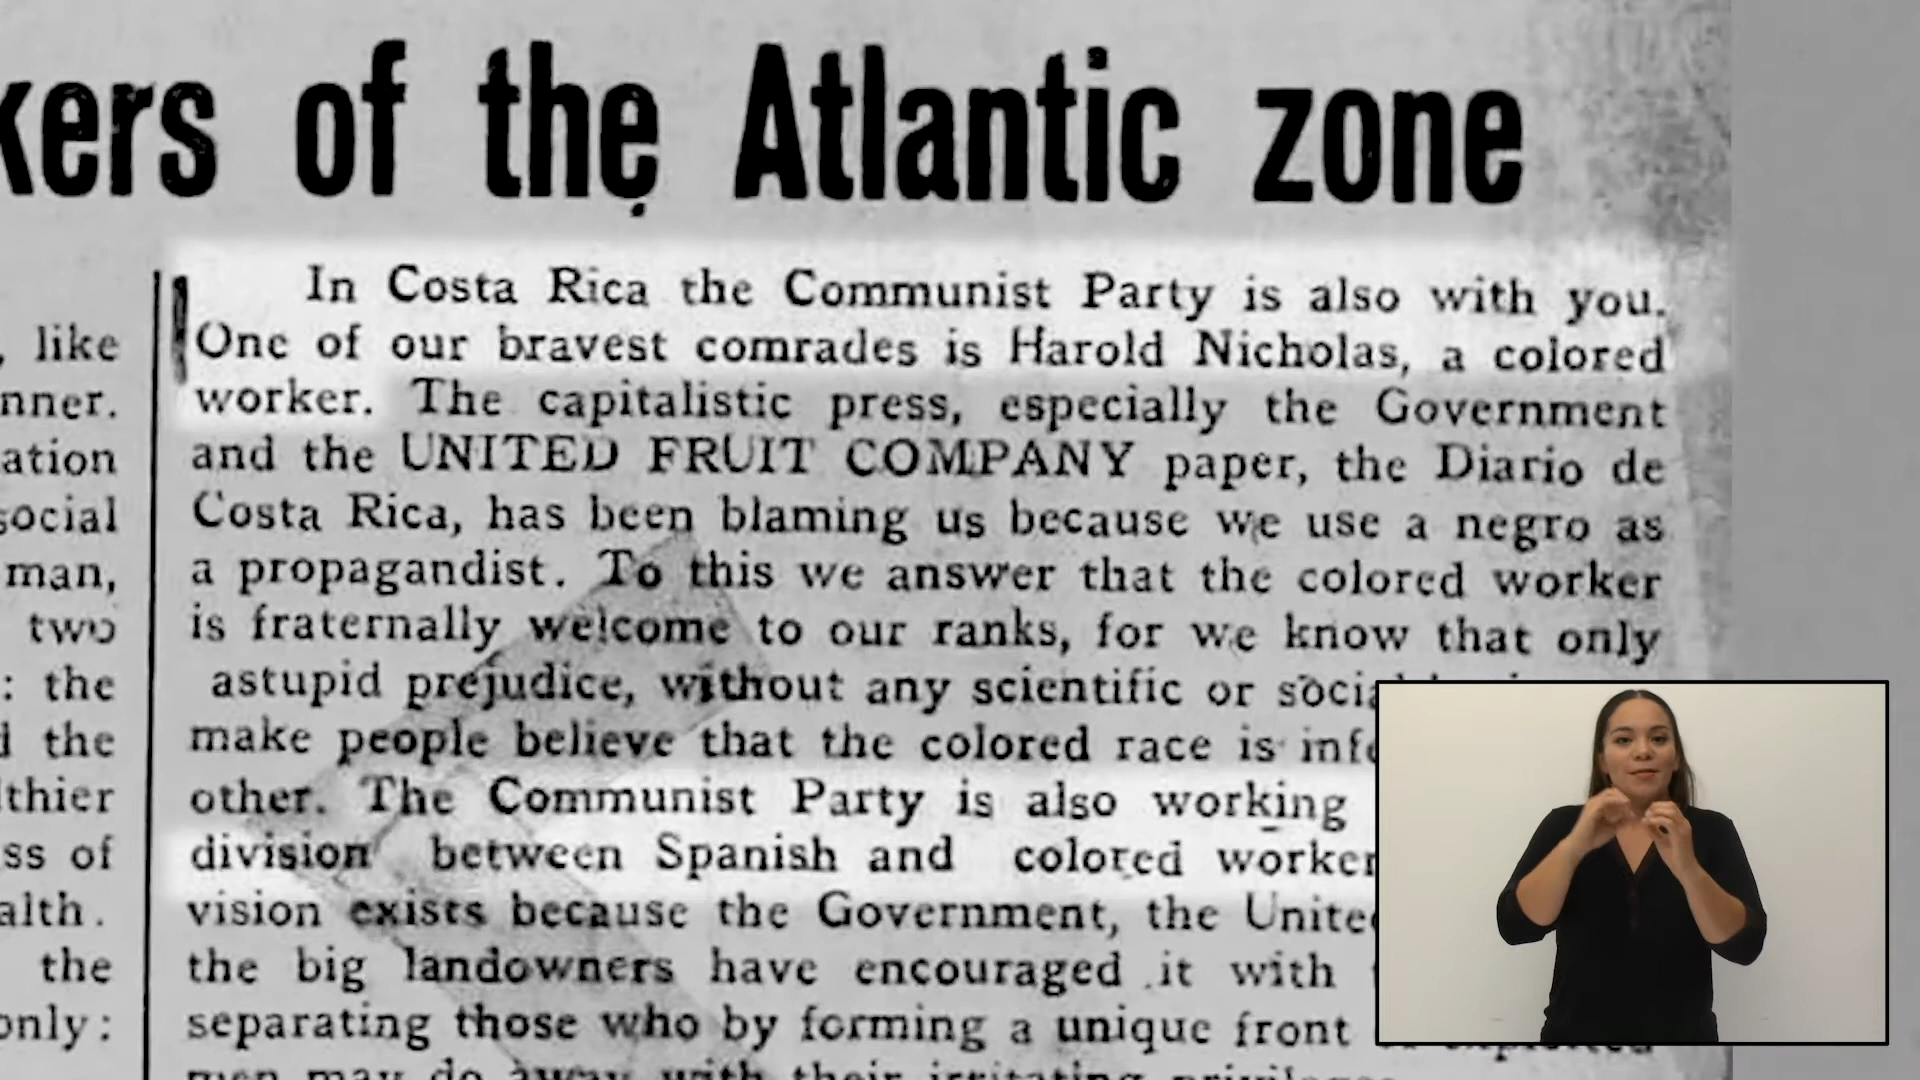 kers of the Atlantic zone
, like
nner.
ation
social
man,
two
: the
the
lthier
ss of
alth.
the
only:
In Costa Rica the Communist Party is also with you.
One of our bravest comrades is Harold Nicholas, a colored
worker. The capitalistic press, especially the Government
and the UNITED FRUIT COMPANY paper, the Diario de
Costa Rica, has been blaming us because we use a negro as
a propagandist. To this we answer that the colored worker
is fraternally welcome to our ranks, for we know that only
astupid prejudice, without any scientific or
make people believe that the colored race is
other. The Communist Party is also working
division between Spanish and colored worker
vision exists because the Government, the Unite
the big landowners have encouraged it with
separating those who by forming a unique front
men may do away with their irritating